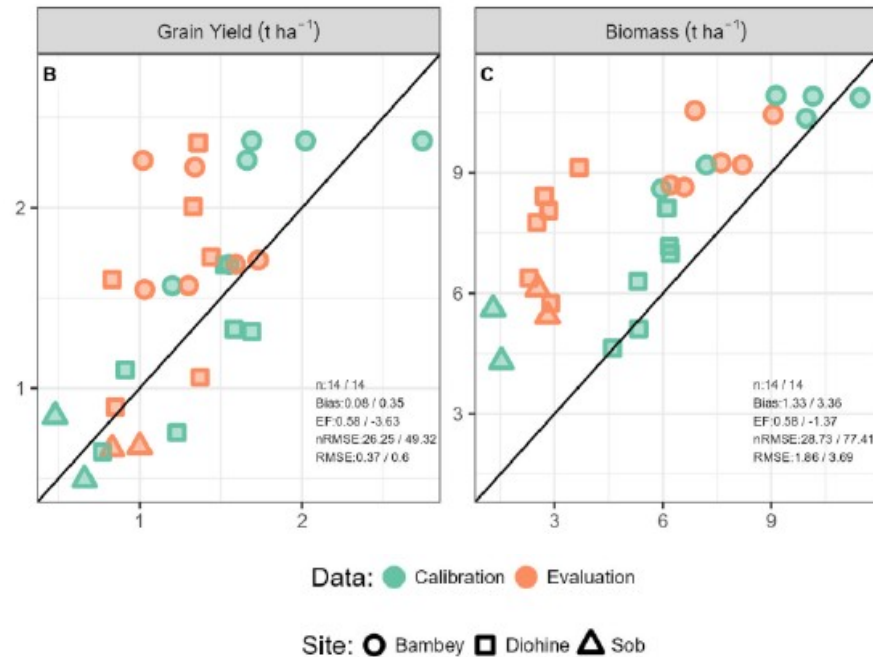 Grain Yield (t ha⁻¹)
B
2
1
n:14 / 14
Bias:0.08 / 0.35
EF:0.58 / -3.63
nRMSE:26.25 / 49.32
RMSE:0.37 / 0.6
1 2
Biomass (t ha⁻¹)
C
9
6
3
n:14 / 14
Bias:1.33 / 3.36
EF:0.58 / -1.37
nRMSE:28.73 / 77.41
RMSE:1.86 / 3.69
3 6 9
Data: Calibration Evaluation
Site: Bambey Diohine Sob